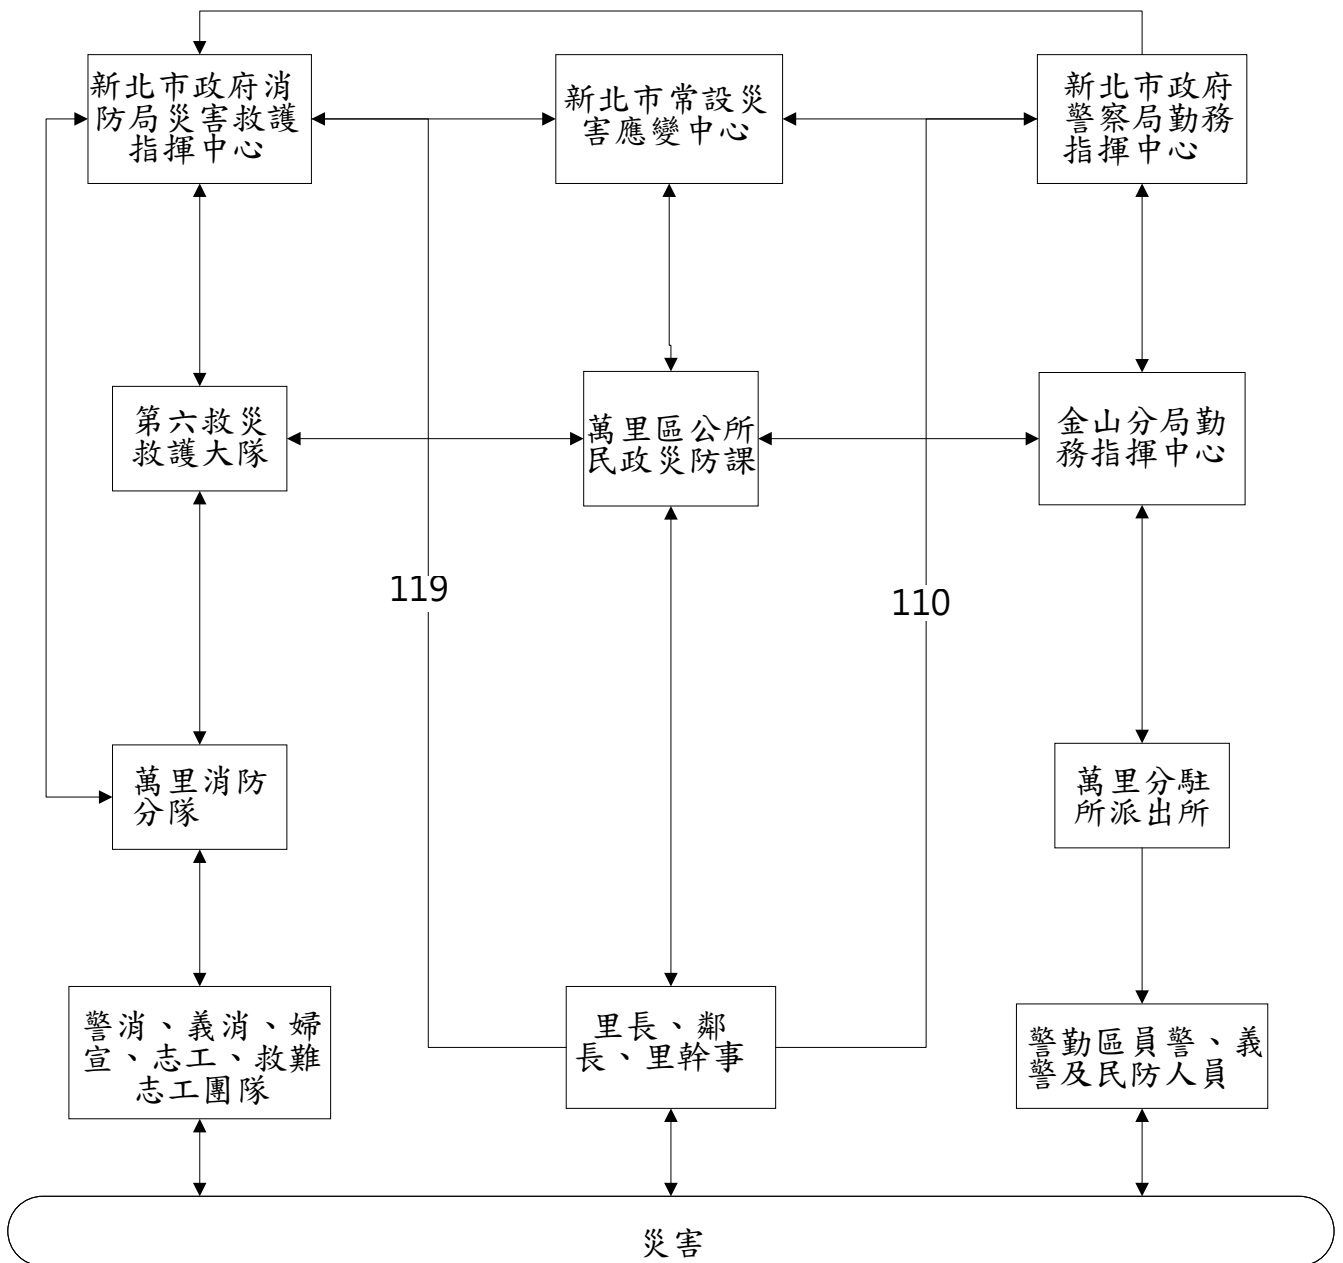 新北市政府消
防局災害救護
指揮中心
新北市常設災
害應變中心
新北市政府
警察局勤務
指揮中心
第六救災
救護大隊
萬里區公所
民政災防課
金山分局勤
務指揮中心
119
110
萬里消防
分隊
萬里分駐
所派出所
警消、義消、婦
宣、志工、救難
志工團隊
里長、鄰
長、里幹事
警勤區員警、義
警及民防人員
災害